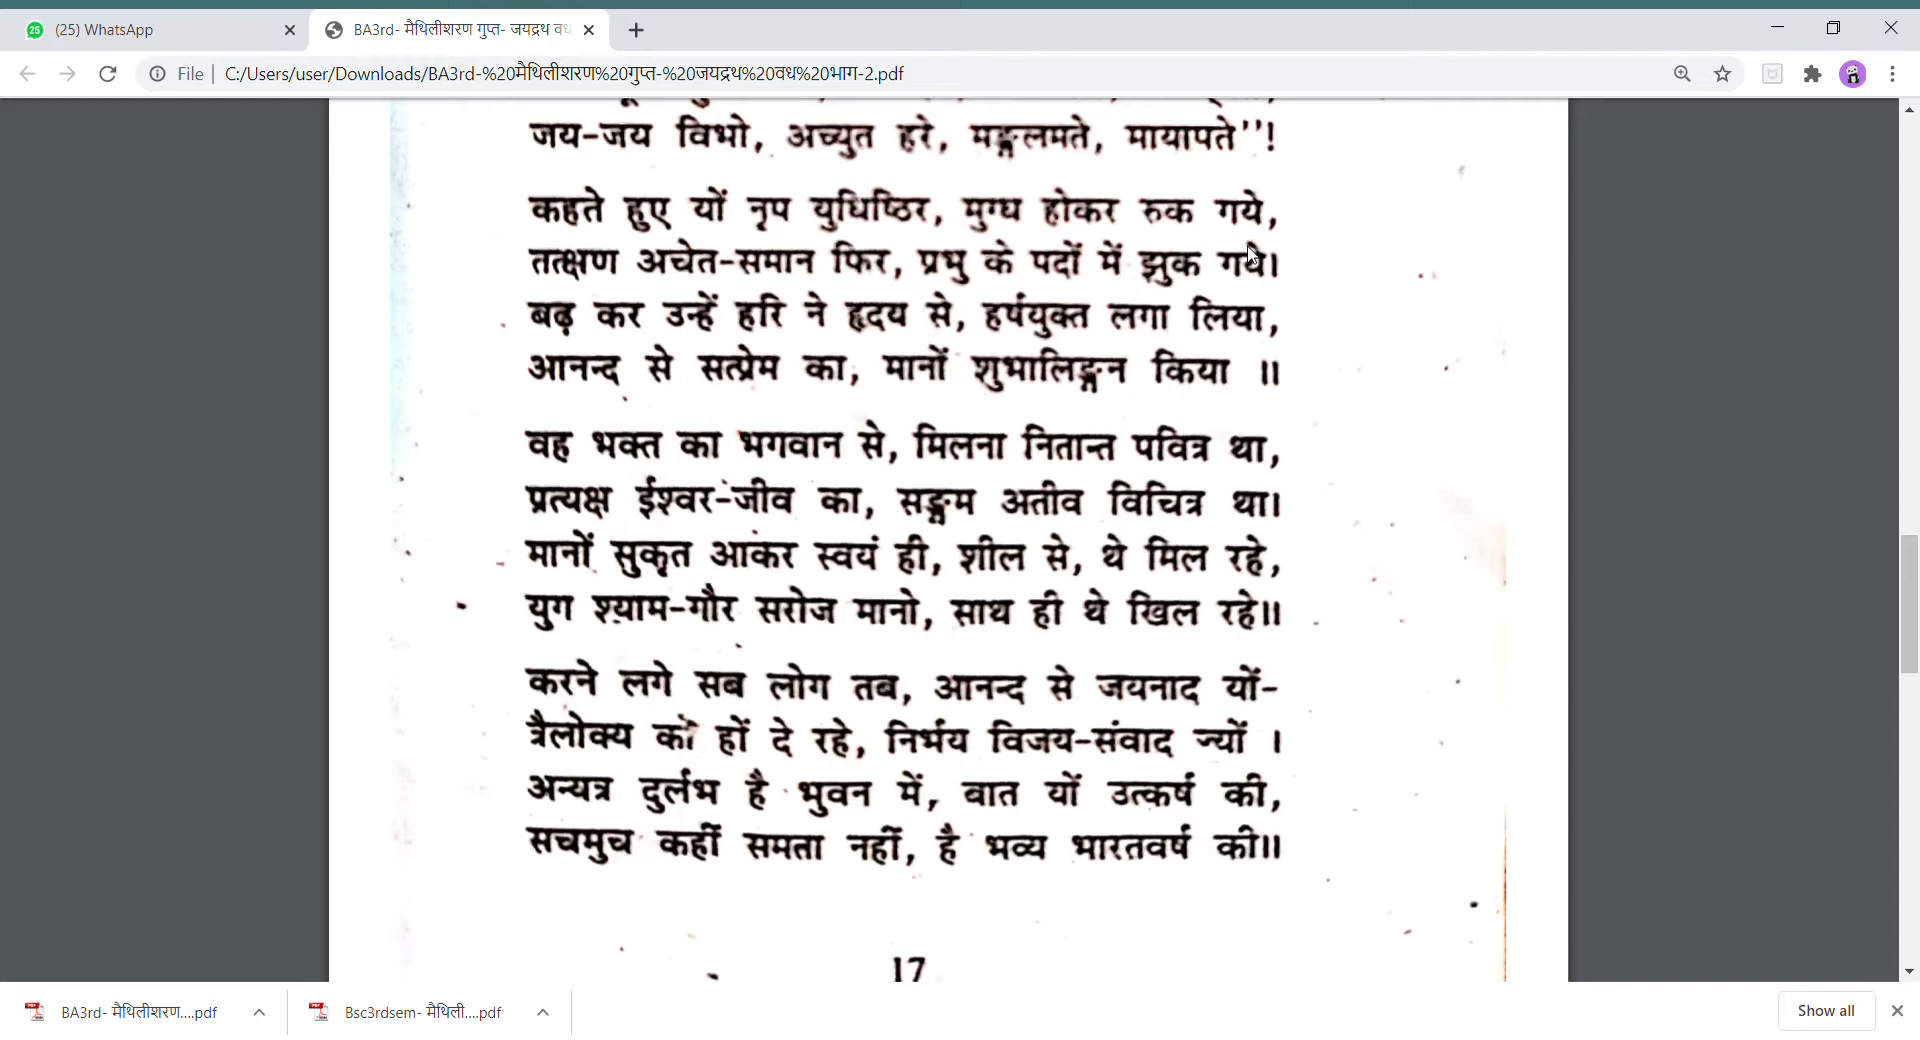 (25) WhatsApp
BA3rd- मैथिलीशरण गुप्त- जयद्रथ वध
File
C:/Users/user/Downloads/BA3rd-%20मैथिलीशरण%20गुप्त-%20जयद्रथ%20वध%20भाग-2.pdf
जय-जय विभो, अच्युत हरे, मङ्गलमते, मायापते''!
कहते हुए यों नृप युधिष्ठिर, मुग्ध होकर रुक गये,
तत्क्षण अचेत-समान फिर, प्रभु के पदों में झुक गये।
बढ़ कर उन्हें हरि ने हृदय से, हर्षयुक्त लगा लिया,
आनन्द से सत्प्रेम का, मानों शुभालिङ्गन किया ॥
वह भक्त का भगवान से, मिलना नितान्त पवित्र था,
प्रत्यक्ष ईश्वर-जीव का, सङ्गम अतीव विचित्र था।
मानों सुकृत आकर स्वयं ही, शील से, थे मिल रहे,
युग श्याम-गौर सरोज मानो, साथ ही थे खिल रहे॥
करने लगे सब लोग तब, आनन्द से जयनाद यों-
त्रैलोक्य को हों दे रहे, निर्भय विजय-संवाद ज्यों ।
अन्यत्र दुर्लभ है भुवन में, वात यों उत्कर्ष की,
सचमुच कहीं समता नहीं, है भव्य भारतवर्ष की॥
17
BA3rd- मैथिलीशरण....pdf
Bsc3rdsem- मैथिली....pdf
Show all